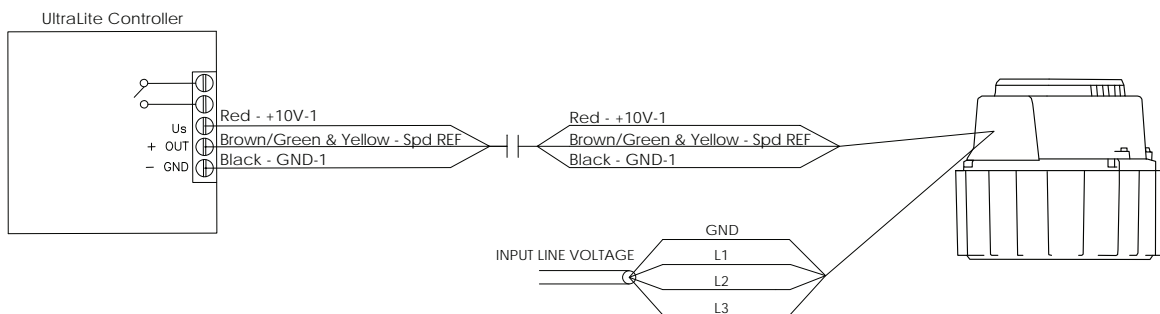 UltraLite Controller
Us
+ OUT
− GND
Red - +10V-1
Brown/Green & Yellow - Spd REF
Black - GND-1
Red - +10V-1
Brown/Green & Yellow - Spd REF
Black - GND-1
INPUT LINE VOLTAGE
GND
L1
L2
L3